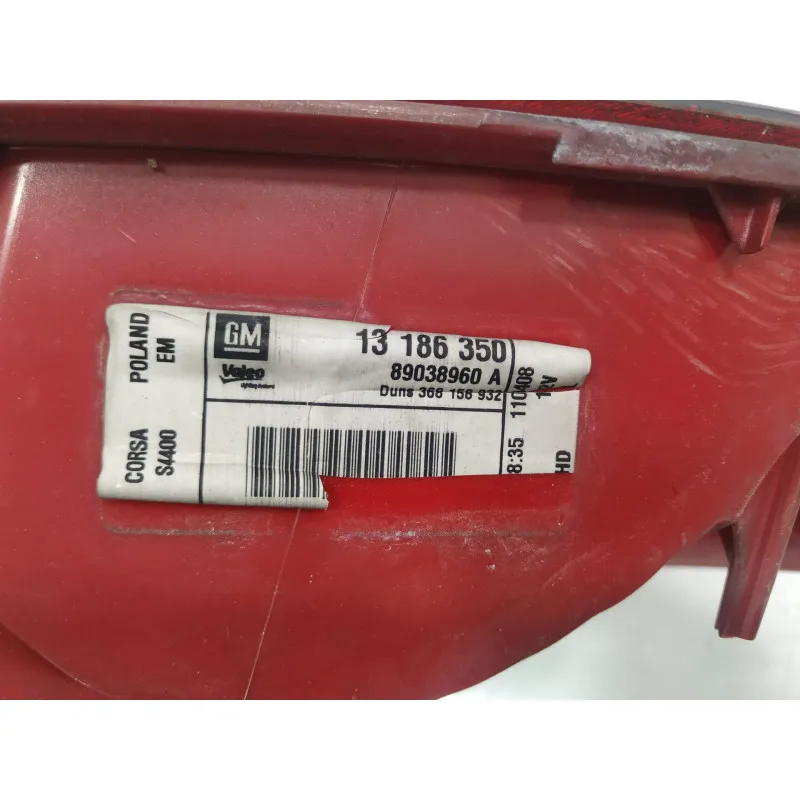 CORSA POLAND
S4400 EM
GM
13 186 350
Valeo
89038960 A
Duns 366 156 932
8:35 110408
HD 12V